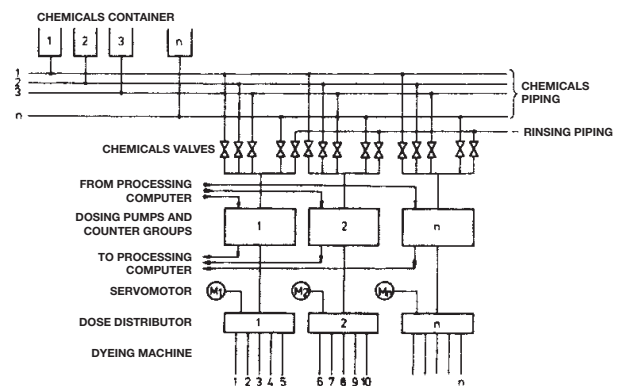 CHEMICALS CONTAINER
1 2 3 n
1
2
3
n
CHEMICALS
PIPING
RINSING PIPING
CHEMICALS VALVES
FROM PROCESSING
COMPUTER
DOSING PUMPS AND
COUNTER GROUPS
1 2 n
TO PROCESSING
COMPUTER
SERVOMOTOR
M1 M2 Mn
DOSE DISTRIBUTOR
1 2 n
DYEING MACHINE
1 2 3 4 5 6 7 8 9 10 n